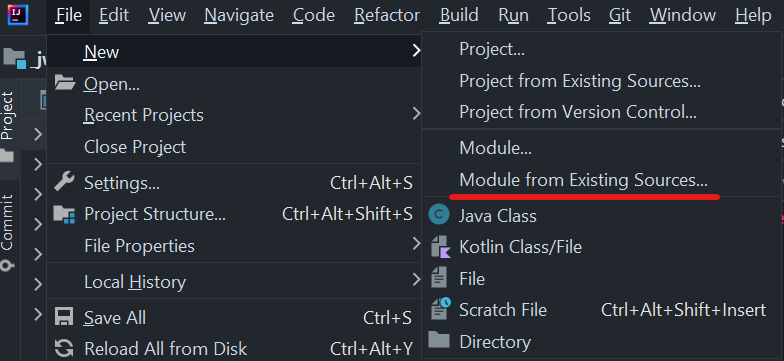 IJ File Edit View Navigate Code Refactor Build Run Tools Git Window Help
_jw
Project
Commit
New
Open...
Recent Projects
Close Project
Settings... Ctrl+Alt+S
Project Structure... Ctrl+Alt+Shift+S
File Properties
Local History
Save All Ctrl+S
Reload All from Disk Ctrl+Alt+Y
Project...
Project from Existing Sources...
Project from Version Control...
Module...
Module from Existing Sources...
Java Class
Kotlin Class/File
File
Scratch File Ctrl+Alt+Shift+Insert
Directory